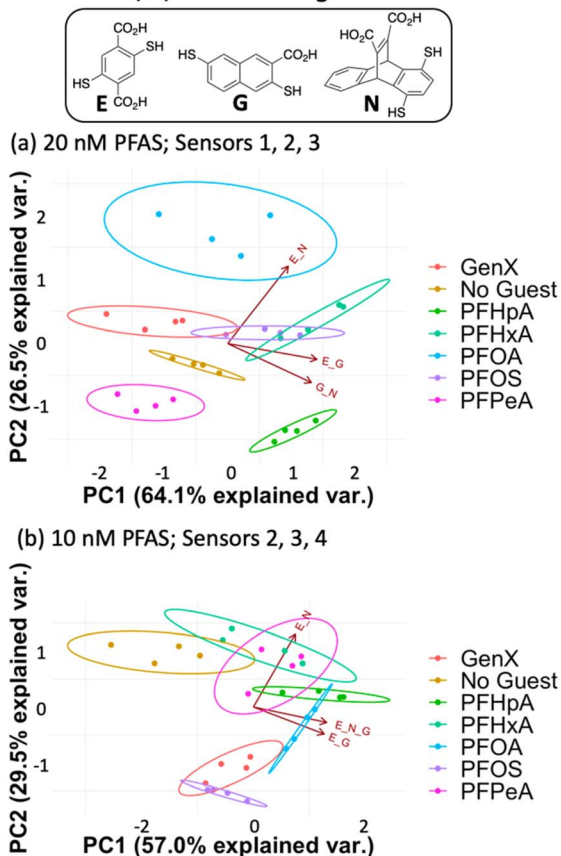 CO₂H
CO₂H
HO₂C
SH
SH
HS
CO₂H
HS
SH
CO₂H
HS
E
G
N
(a) 20 nM PFAS; Sensors 1, 2, 3
PC2 (26.5% explained var.)
2
1
0
-1
E_N
E_G
G_N
-2 -1 0 1 2
PC1 (64.1% explained var.)
GenX
No Guest
PFHpA
PFHxA
PFOA
PFOS
PFPeA
(b) 10 nM PFAS; Sensors 2, 3, 4
PC2 (29.5% explained var.)
1
0
-1
E_N
E_N_G
E_G
-2 0 2
PC1 (57.0% explained var.)
GenX
No Guest
PFHpA
PFHxA
PFOA
PFOS
PFPeA